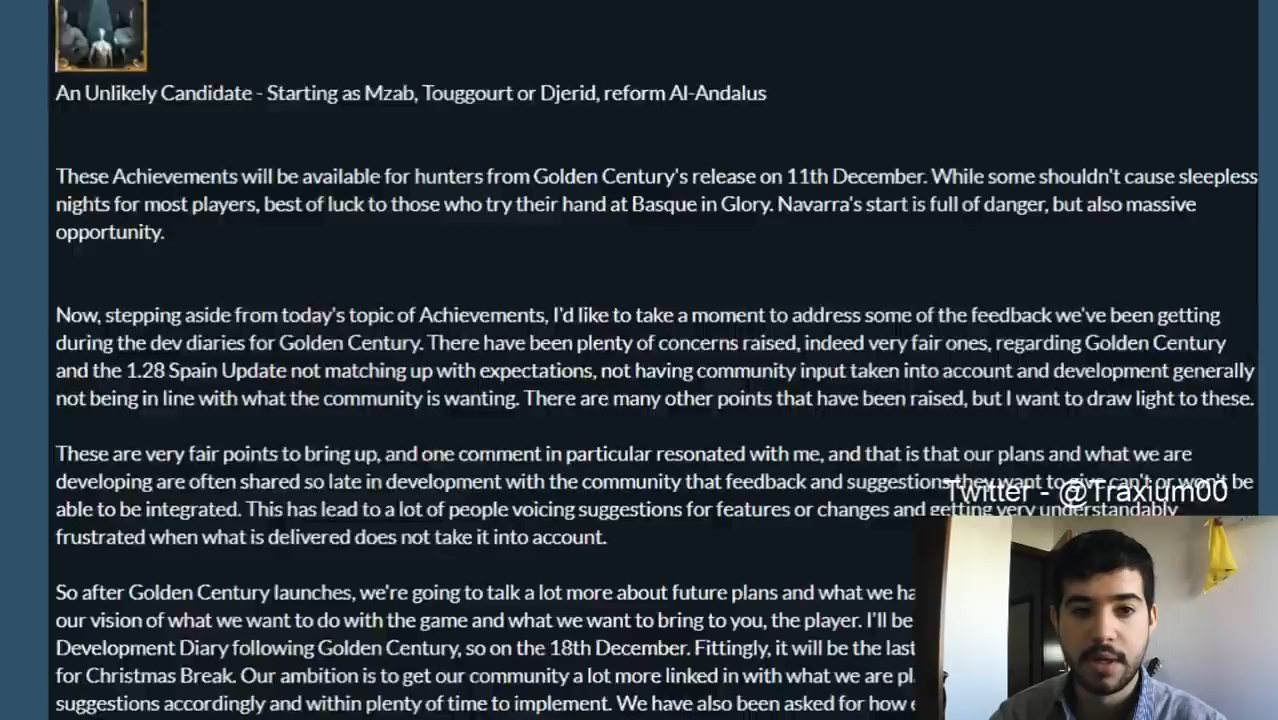 An Unlikely Candidate - Starting as Mzab, Touggourt or Djerid, reform Al-Andalus
These Achievements will be available for hunters from Golden Century's release on 11th December. While some shouldn't cause sleepless
nights for most players, best of luck to those who try their hand at Basque in Glory. Navarra's start is full of danger, but also massive
opportunity.
Now, stepping aside from today's topic of Achievements, I'd like to take a moment to address some of the feedback we've been getting
during the dev diaries for Golden Century. There have been plenty of concerns raised, indeed very fair ones, regarding Golden Century
and the 1.28 Spain Update not matching up with expectations, not having community input taken into account and development generally
not being in line with what the community is wanting. There are many other points that have been raised, but I want to draw light to these.
These are very fair points to bring up, and one comment in particular resonated with me, and that is that our plans and what we are
developing are often shared so late in development with the community that feedback and suggestions they want to give can't or won't be
Twitter - @Traxium00
able to be integrated. This has lead to a lot of people voicing suggestions for features or changes and getting very understandably
frustrated when what is delivered does not take it into account.
So after Golden Century launches, we're going to talk a lot more about future plans and what we ha
our vision of what we want to do with the game and what we want to bring to you, the player. I'll be
Development Diary following Golden Century, so on the 18th December. Fittingly, it will be the last
for Christmas Break. Our ambition is to get our community a lot more linked in with what we are pl
suggestions accordingly and within plenty of time to implement. We have also been asked for how